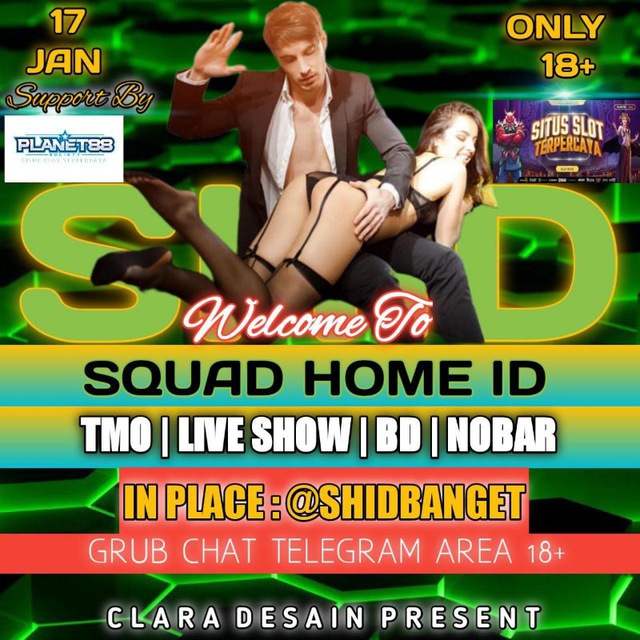 17
JAN
ONLY
18+
Support By
PLANET88
SITUS SLOT
TERPERCAYA
Welcome To
SQUAD HOME ID
TMO | LIVE SHOW | BD | NOBAR
IN PLACE : @SHIDBANGET
GRUB CHAT TELEGRAM AREA 18+
CLARA DESAIN PRESENT